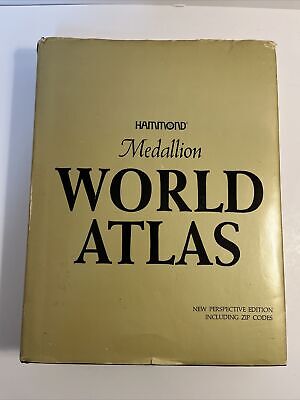 HAMMOND®
Medallion
WORLD
ATLAS
NEW PERSPECTIVE EDITION
INCLUDING ZIP CODES